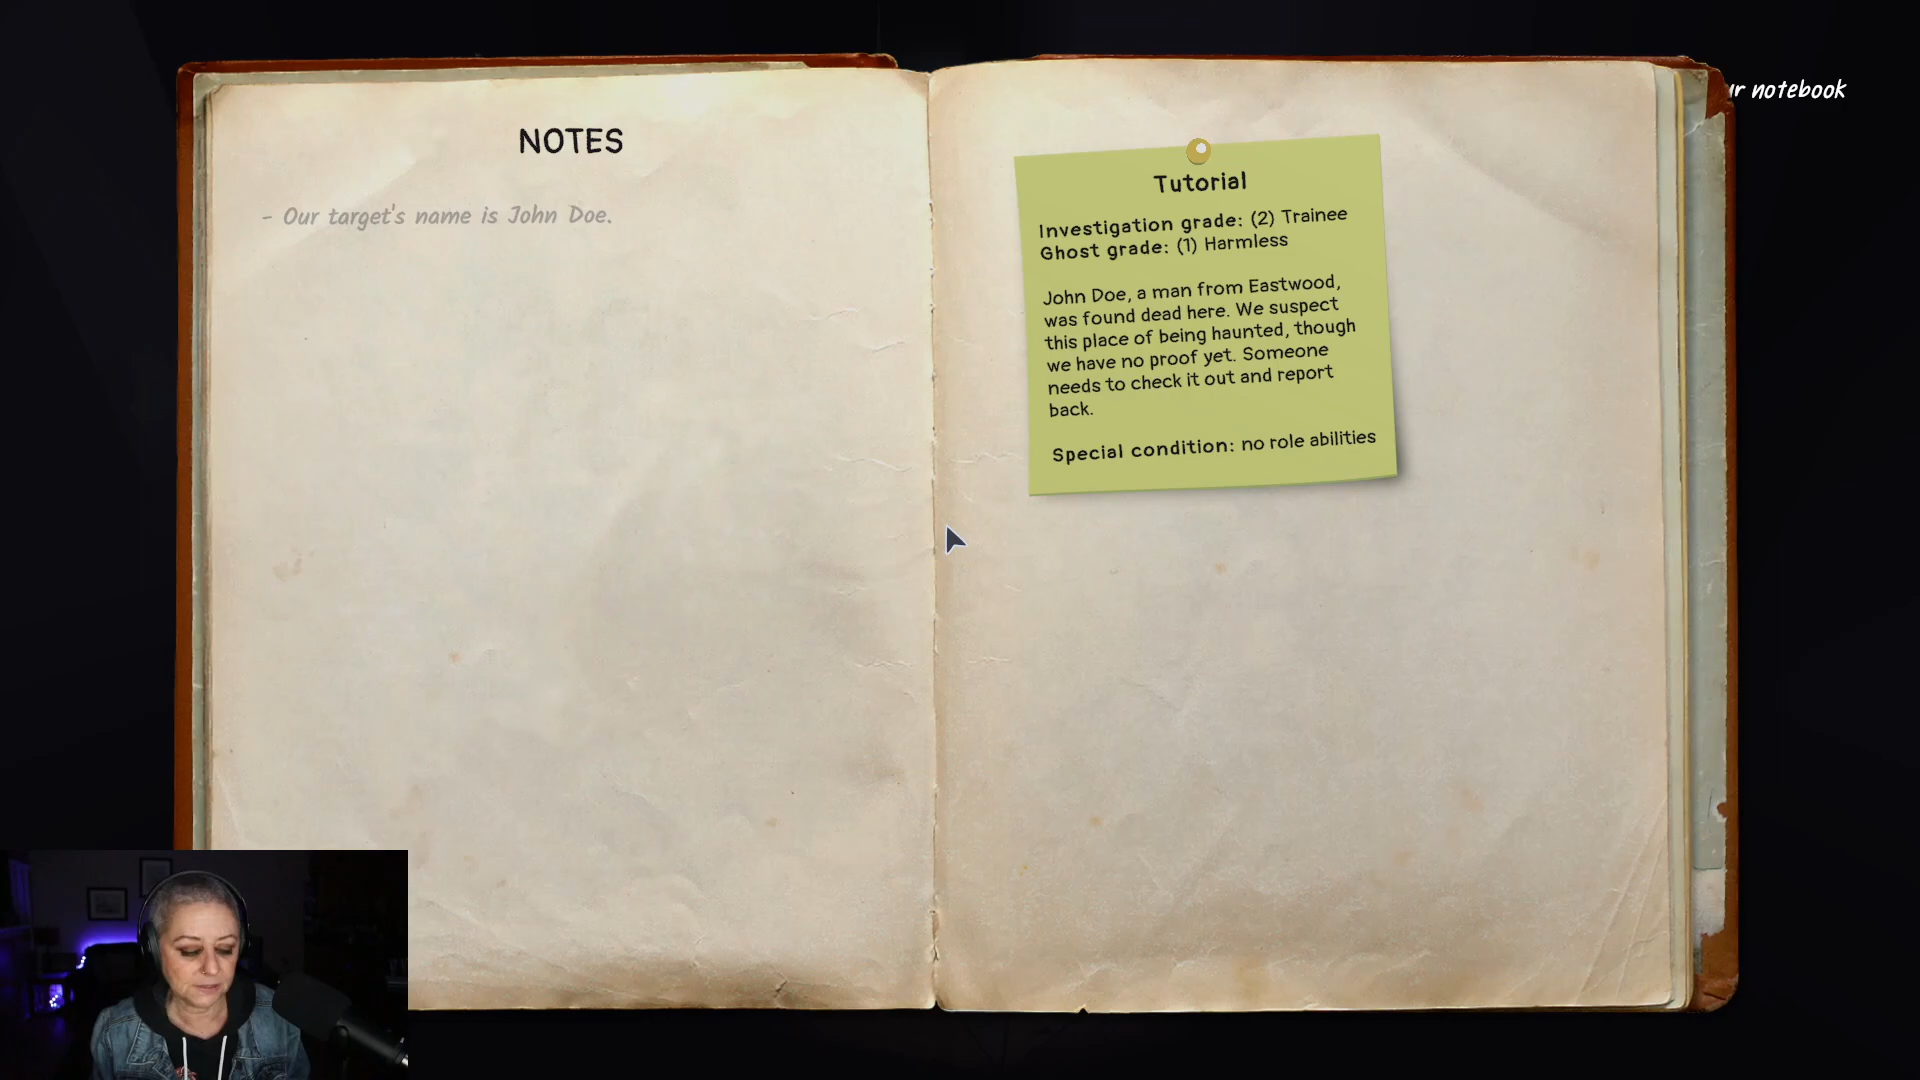 NOTES
- Our target's name is John Doe.
Tutorial
Investigation grade: (2) Trainee
Ghost grade: (1) Harmless
John Doe, a man from Eastwood,
was found dead here. We suspect
this place of being haunted, though
we have no proof yet. Someone
needs to check it out and report
back.
Special condition: no role abilities
notebook